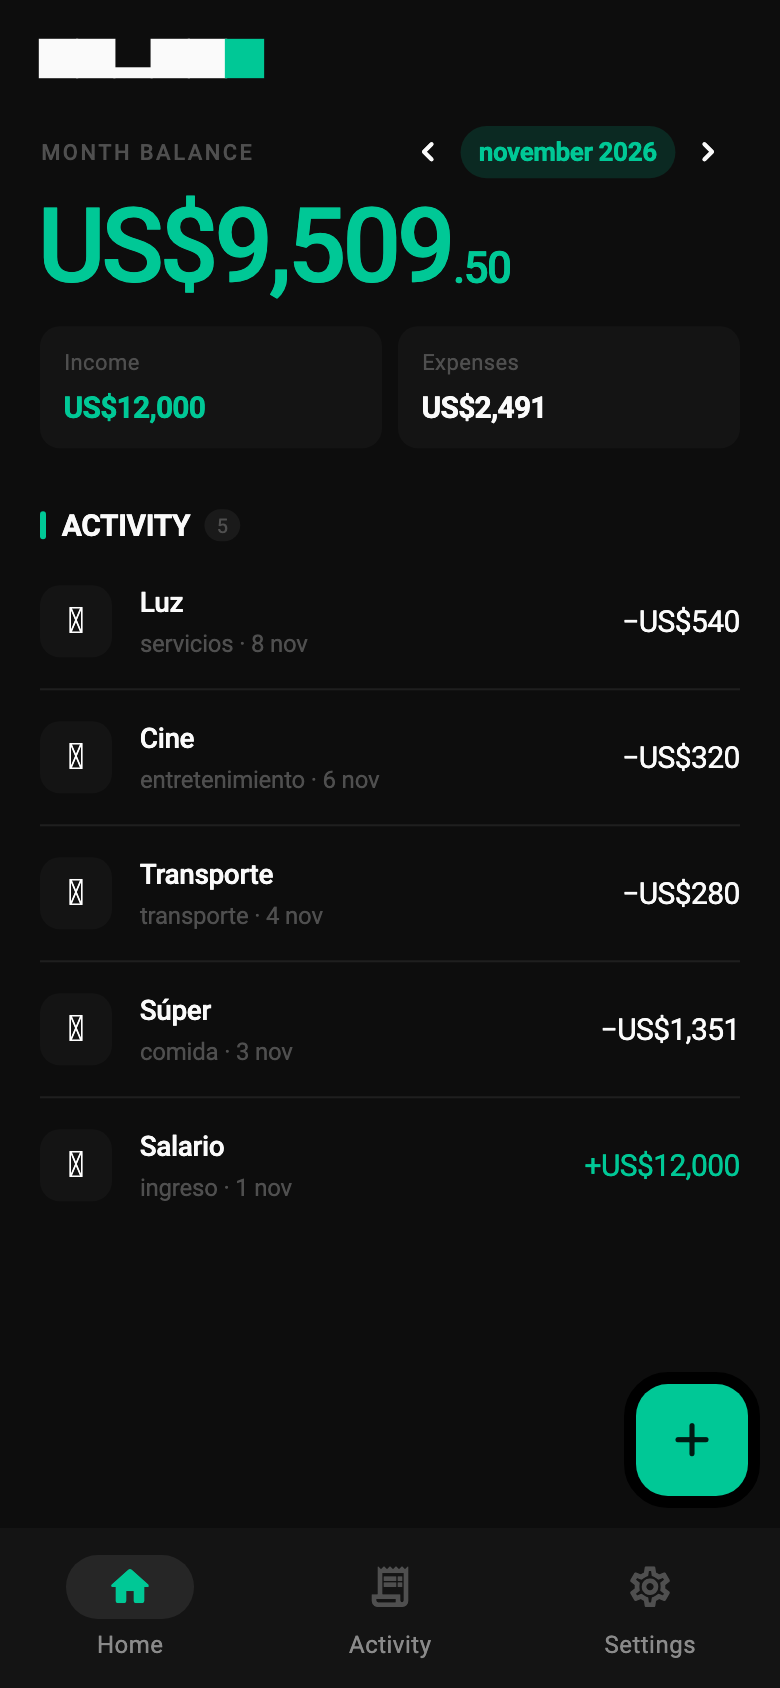 MONTH BALANCE
november 2026
US$9,509.50
Income
US$12,000
Expenses
US$2,491
ACTIVITY 5
Luz
servicios · 8 nov
−US$540
Cine
entretenimiento · 6 nov
−US$320
Transporte
transporte · 4 nov
−US$280
Súper
comida · 3 nov
−US$1,351
Salario
ingreso · 1 nov
+US$12,000
Home
Activity
Settings